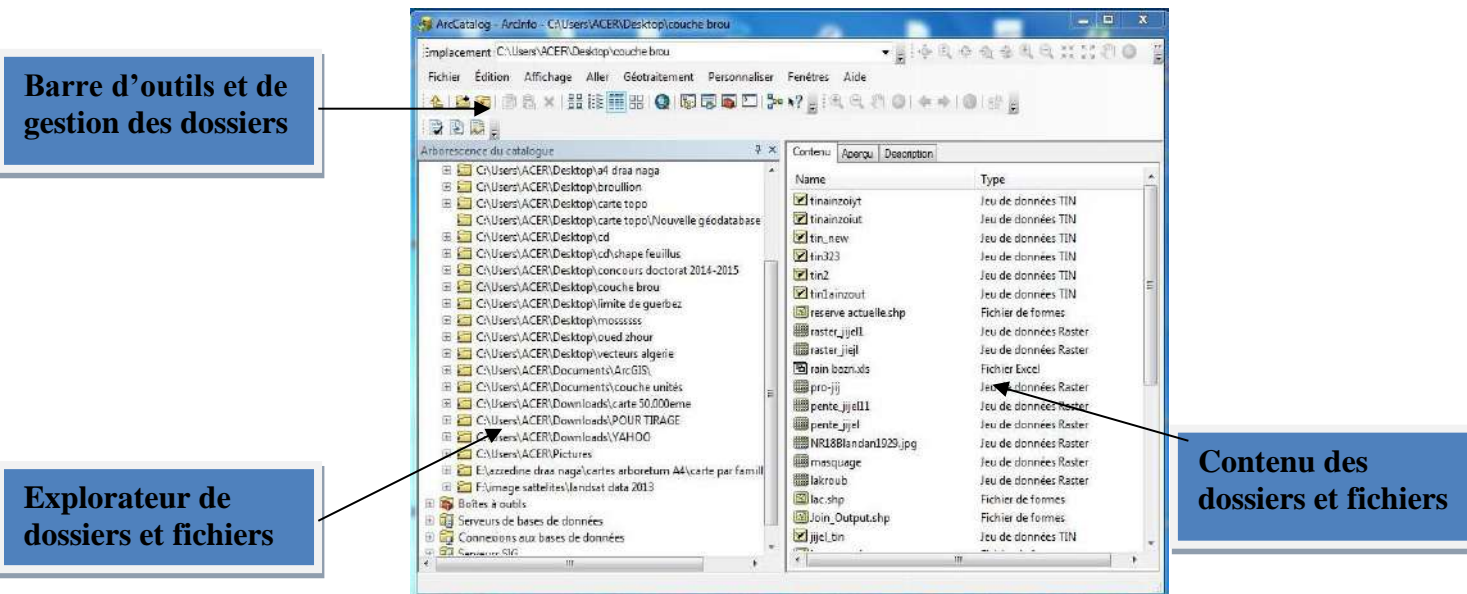 ArcCatalog - ArcInfo - C:\Users\ACER\Desktop\couche brou
Emplacement C:\Users\ACER\Desktop\couche brou
Fichier Édition Affichage Aller Géotraitement Personnaliser Fenêtres Aide
Barre d’outils et de
gestion des dossiers
Arborescence du catalogue
C:\Users\ACER\Desktop\a4 draa naga
C:\Users\ACER\Desktop\broullion
C:\Users\ACER\Desktop\carte topo
C:\Users\ACER\Desktop\carte topo\Nouvelle géodatabase
C:\Users\ACER\Desktop\cd
C:\Users\ACER\Desktop\cd\shape feuillus
C:\Users\ACER\Desktop\concours doctorat 2014-2015
C:\Users\ACER\Desktop\couche brou
C:\Users\ACER\Desktop\limite de guerbez
C:\Users\ACER\Desktop\mossssss
C:\Users\ACER\Desktop\oued zhour
C:\Users\ACER\Desktop\vecteurs algerie
C:\Users\ACER\Documents\ArcGIS\
C:\Users\ACER\Documents\couche unités
C:\Users\ACER\Downloads\carte 50.000eme
C:\Users\ACER\Downloads\POUR TIRAGE
C:\Users\ACER\Downloads\YAHOO
C:\Users\ACER\Pictures
E:\azredine draa naga\cartes arboretum A4\carte par famill
F:\image sattelites\landsat data 2013
Boîtes à outils
Serveurs de bases de données
Connexions aux bases de données
Serveurs SIG
Contenu Aperçu Description
Name Type
tinainzoiyt Jeu de données TIN
tinainzoiut Jeu de données TIN
tin_new Jeu de données TIN
tin323 Jeu de données TIN
tin2 Jeu de données TIN
tin1ainzout Jeu de données TIN
reserve actuelle.shp Fichier de formes
raster_jijell Jeu de données Raster
raster_jiejl Jeu de données Raster
rain bazn.xls Fichier Excel
pro-jij Jeu de données Raster
pente_jijel11 Jeu de données Raster
pente_jijel Jeu de données Raster
NR18Blandan1929.jpg Jeu de données Raster
masquage Jeu de données Raster
lakroub Jeu de données Raster
lac.shp Fichier de formes
Join_Output.shp Fichier de formes
jijel_tin Jeu de données TIN
Explorateur de
dossiers et fichiers
Contenu des
dossiers et fichiers